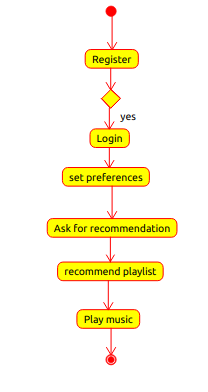 Register
yes
Login
set preferences
Ask for recommendation
recommend playlist
Play music